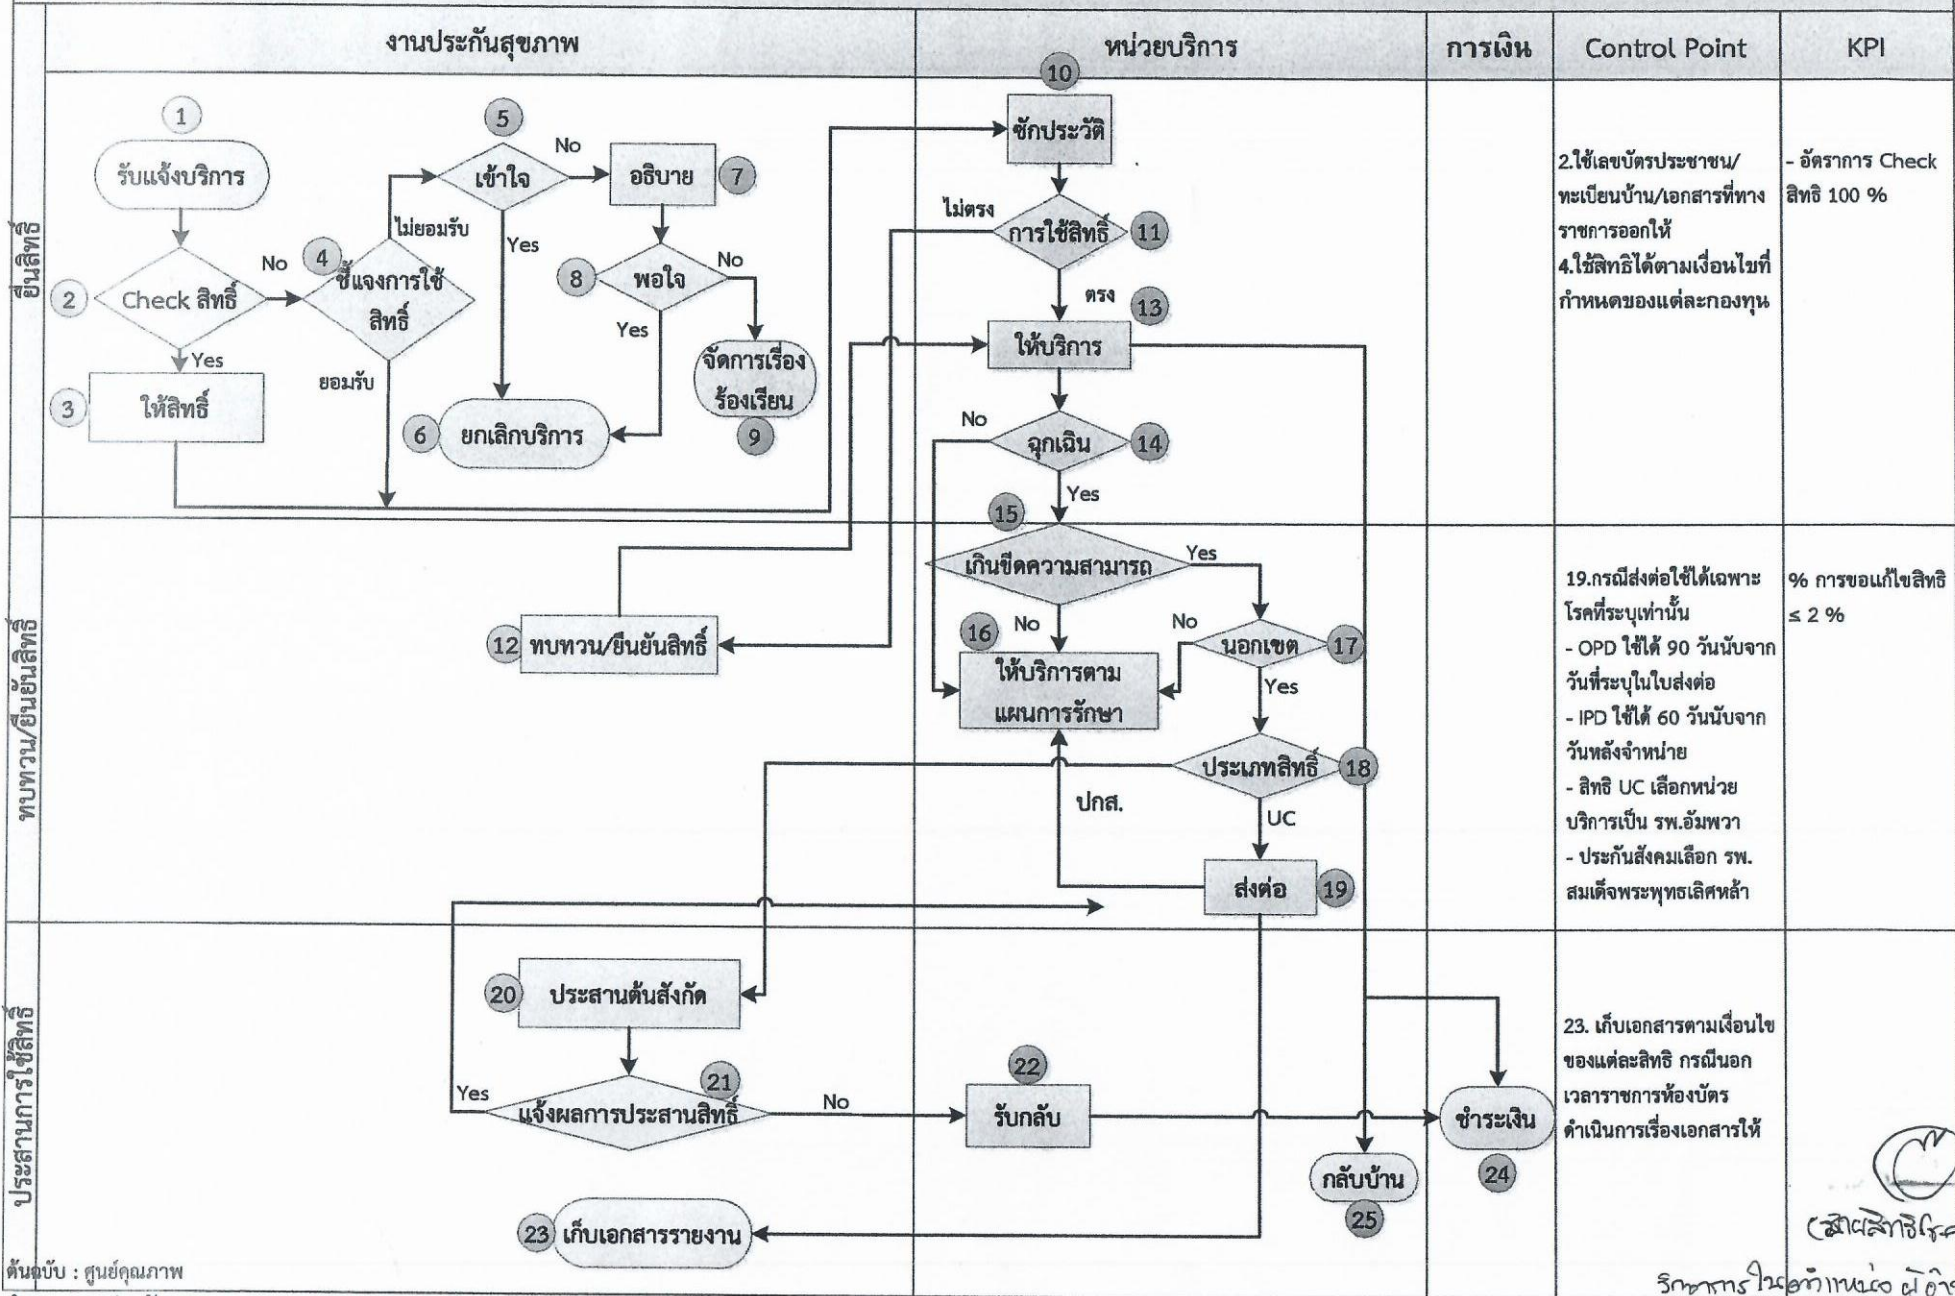 งานประกันสุขภาพ
หน่วยบริการ
การเงิน
Control Point
KPI
ยืนสิทธิ์
1
รับแจ้งบริการ
2
Check สิทธิ์
No
Yes
3
ให้สิทธิ์
4
ชี้แจงการใช้
สิทธิ์
ไม่ยอมรับ
ยอมรับ
5
เข้าใจ
No
Yes
6
ยกเลิกบริการ
อธิบาย
7
8
พอใจ
No
Yes
จัดการเรื่อง
ร้องเรียน
9
10
ซักประวัติ
ไม่ตรง
การใช้สิทธิ์
11
ตรง
13
ให้บริการ
No
ฉุกเฉิน
14
Yes
2.ใช้เลขบัตรประชาชน/
ทะเบียนบ้าน/เอกสารที่ทาง
ราชการออกให้
4.ใช้สิทธิได้ตามเงื่อนไขที่
กำหนดของแต่ละกองทุน
- อัตราการ Check
สิทธิ 100 %
ทบทวน/ยืนยันสิทธิ์
12
ทบทวน/ยืนยันสิทธิ์
15
เกินขีดความสามารถ
Yes
No
16
ให้บริการตาม
แผนการรักษา
No
นอกเขต
17
Yes
ประเภทสิทธิ์
18
ปกส.
UC
ส่งต่อ
19
19.กรณีส่งต่อใช้ได้เฉพาะ
โรคที่ระบุเท่านั้น
- OPD ใช้ได้ 90 วันนับจาก
วันที่ระบุในใบส่งต่อ
- IPD ใช้ได้ 60 วันนับจาก
วันหลังจำหน่าย
- สิทธิ UC เลือกหน่วย
บริการเป็น รพ.อัมพวา
- ประกันสังคมเลือก รพ.
สมเด็จพระพุทธเลิศหล้า
% การขอแก้ไขสิทธิ
≤ 2 %
ประสานการใช้สิทธิ์
20
ประสานต้นสังกัด
21
Yes
แจ้งผลการประสานสิทธิ์
No
22
รับกลับ
ชำระเงิน
24
กลับบ้าน
25
23
เก็บเอกสารรายงาน
23. เก็บเอกสารตามเงื่อนไข
ของแต่ละสิทธิ กรณีนอก
เวลาราชการห้องบัตร
ดำเนินการเรื่องเอกสารให้
ต้นฉบับ : ศูนย์คุณภาพ